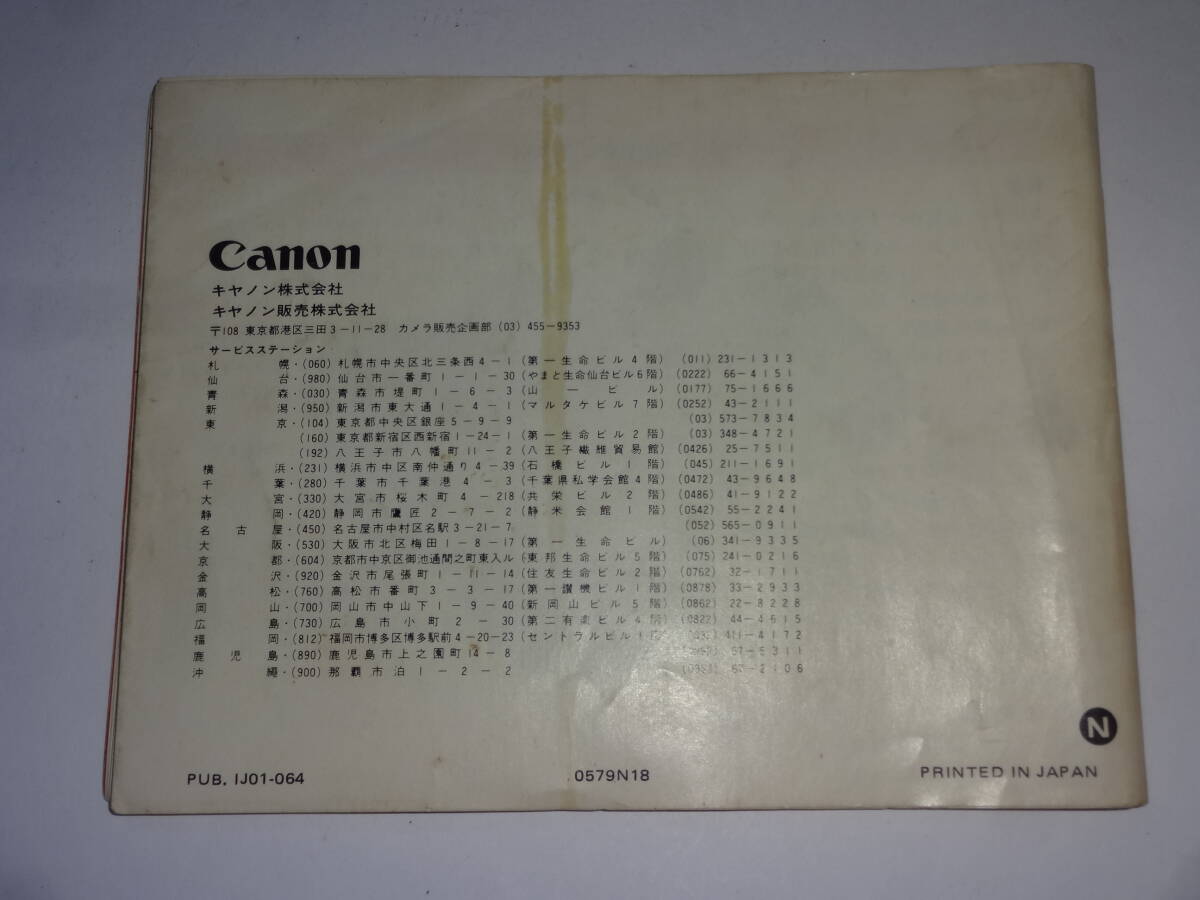 Canon
キヤノン株式会社
キヤノン販売株式会社
〒108 東京都港区三田3-11-28 カメラ販売企画部 (03) 455-9353
サービスステーション
札幌・(060) 札幌市中央区北三条西4-1 (第一生命ビル4階) (011) 231-1313
仙台・(980) 仙台市一番町1-1-30 (やまと生命仙台ビル6階) (0222) 66-4151
青森・(030) 青森市堤町1-6-3 (山一ビル) (0177) 75-1666
新潟・(950) 新潟市東大通1-4-1 (マルタケビル7階) (0252) 43-2111
東京・(104) 東京都中央区銀座5-9-9 (03) 573-7834
(160) 東京都新宿区西新宿1-24-1 (第一生命ビル2階) (03) 348-4721
(192) 八王子市八幡町11-2 (八王子繊維貿易館) (0426) 25-7511
横浜・(231) 横浜市中区南仲通り4-39 (石橋ビル1階) (045) 211-1691
千葉・(280) 千葉市千葉港4-3 (千葉県私学会館4階) (0472) 43-9648
大宮・(330) 大宮市桜木町4-218 (共栄ビル2階) (0486) 41-9122
静岡・(420) 静岡市鷹匠2-7-2 (静米会館1階) (0542) 55-2241
名古屋・(450) 名古屋市中村区名駅3-21-7 (052) 565-0911
大阪・(530) 大阪市北区梅田1-8-17 (第一生命ビル) (06) 341-9335
京都・(604) 京都市中京区御池通間之町東入ル (東邦生命ビル5階) (075) 241-0216
金沢・(920) 金沢市尾張町1-11-14 (住友生命ビル2階) (0762) 32-1711
高松・(760) 高松市番町3-3-17 (第一讃機ビル1階) (0878) 33-2933
岡山・(700) 岡山市中山下1-9-40 (新岡山ビル5階) (0862) 22-8228
広島・(730) 広島市小町2-30 (第二有楽ビル4階) (0822) 44-4615
福岡・(812) 福岡市博多区博多駅前4-20-23 (セントラルビル1 411-4172
鹿児島・(890) 鹿児島市上之園町14-8
沖縄・(900) 那覇市泊1-2-2
N
PUB. IJ01-064 0579N18 PRINTED IN JAPAN